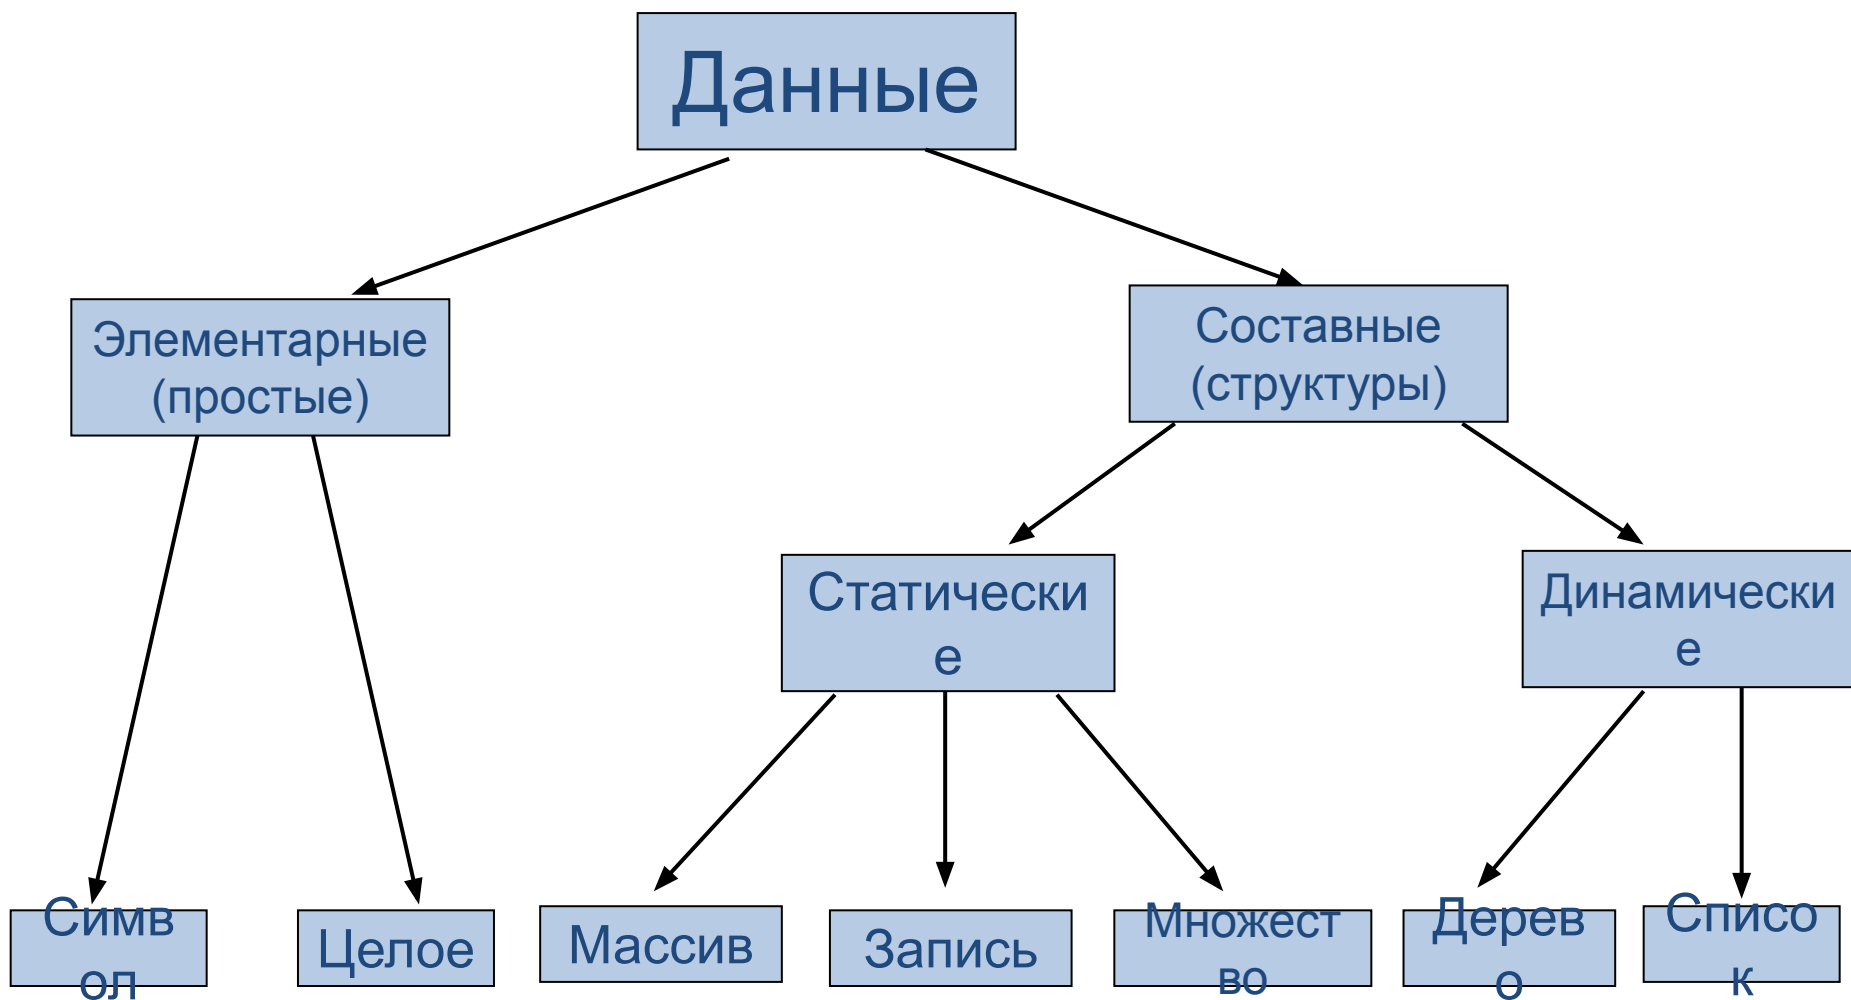 Данные
Элементарные
(простые)
Составные
(структуры)
Статически
е
Динамически
е
Симв
ол
Целое
Массив
Запись
Множест
во
Дерев
о
Списо
к